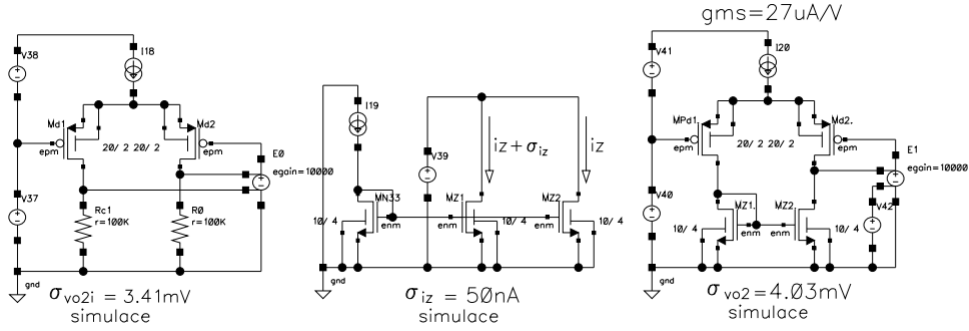 gms=27uA/V
V38
I18
Md1
Md2
epm
20/ 2 20/ 2
epm
E0
egain=10000
V37
Rc1
r=100K
R0
r=100K
gnd
σvo2i = 3.41mV
simulace
I19
V39
iz+σiz
iz
MN33
MZ1
MZ2
10/ 4
enm
10/ 4
enm
10/ 4
enm
gnd
σiz = 50nA
simulace
V41
I20
MPd1
Md2.
epm
20/ 2 20/ 2
epm
E1
egain=10000
V40
V42
MZ1.
MZ2
10/ 4
enm
enm
10/ 4
gnd
σvo2=4.03mV
simulace